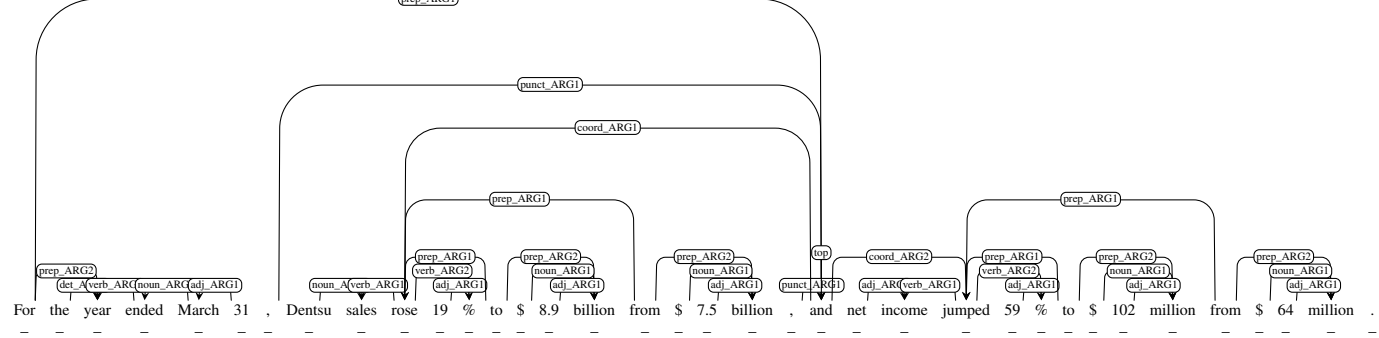 prep_ARG1
punct_ARG1
coord_ARG1
prep_ARG1 prep_ARG1
top
prep_ARG1 prep_ARG2 prep_ARG2 coord_ARG2 prep_ARG1 prep_ARG2 prep_ARG2
prep_ARG2 verb_ARG2 noun_ARG1 noun_ARG1 verb_ARG2 noun_ARG1 noun_ARG1
det_A verb_ARG noun_ARG adj_ARG1 noun_A verb_ARG1 adj_ARG1 adj_ARG1 adj_ARG1 punct_ARG1 adj_ARG verb_ARG1 adj_ARG1 adj_ARG1 adj_ARG1
For the year ended March 31 , Dentsu sales rose 19 % to $ 8.9 billion from $ 7.5 billion , and net income jumped 59 % to $ 102 million from $ 64 million .
_ _ _ _ _ _ _ _ _ _ _ _ _ _ _ _ _ _ _ _ _ _ _ _ _ _ _ _ _ _ _ _ _ _ _ _